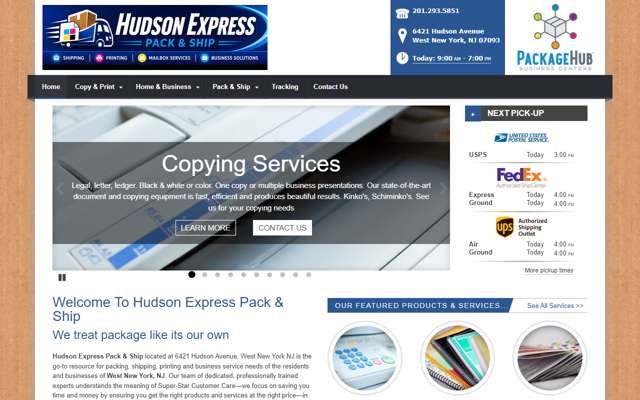 HUDSON EXPRESS
PACK & SHIP
SHIPPING | PRINTING | MAILBOX SERVICES | BUSINESS SOLUTIONS
201.293.5851
6421 Hudson Avenue
West New York, NJ 07093
Today: 9:00 AM - 7:00 PM
PACKAGEHUB
BUSINESS CENTERS
Home Copy & Print Home & Business Pack & Ship Tracking Contact Us
Copying Services
Legal, letter, ledger. Black & white or color. One copy or multiple business presentations. Our state-of-the-art
document and copying equipment is fast, efficient and produces beautiful results. Kinko's, Schiminko's. See
us for your copying needs
LEARN MORE CONTACT US
NEXT PICK-UP
UNITED STATES
POSTAL SERVICE
USPS Today 3:00 PM
FedEx
Authorized ShipCenter
Express Today 4:00 PM
Ground Today 4:00 PM
ups
Authorized
Shipping
Outlet
Air Today 4:00 PM
Ground Today 4:00 PM
More pickup times
Welcome To Hudson Express Pack &
Ship
We treat package like its our own
Hudson Express Pack & Ship located at 6421 Hudson Avenue, West New York NJ is the
go-to resource for packing, shipping, printing and business service needs of the residents
and businesses of West New York, NJ. Our team of dedicated, professionally trained
experts understands the meaning of Super-Star Customer Care—we focus on saving you
time and money by ensuring you get the right products and services at the right price—in
OUR FEATURED PRODUCTS & SERVICES...
See All Services >>